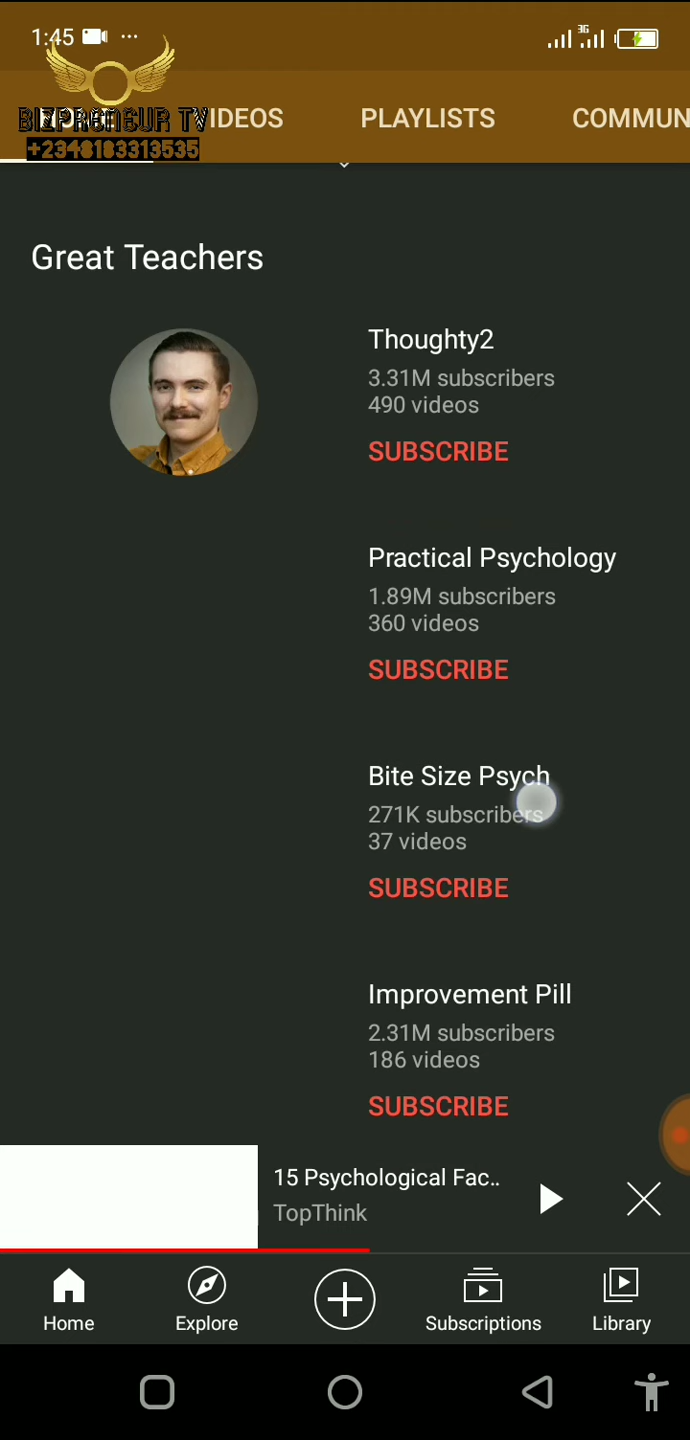 1:45
3G
VIDEOS
PLAYLISTS
COMMUN
BIZPRENEUR TV
+2348183313535
Great Teachers
Thoughty2
3.31M subscribers
490 videos
SUBSCRIBE
Practical Psychology
1.89M subscribers
360 videos
SUBSCRIBE
Bite Size Psych
271K subscribers
37 videos
SUBSCRIBE
Improvement Pill
2.31M subscribers
186 videos
SUBSCRIBE
15 Psychological Fac..
TopThink
Home
Explore
Subscriptions
Library